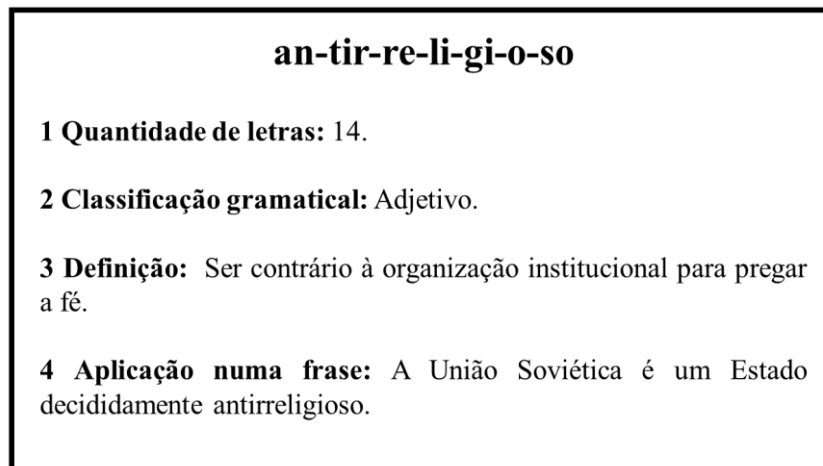 an-tir-re-li-gi-o-so
1 Quantidade de letras: 14.
2 Classificação gramatical: Adjetivo.
3 Definição: Ser contrário à organização institucional para pregar
a fé.
4 Aplicação numa frase: A União Soviética é um Estado
decididamente antirreligioso.